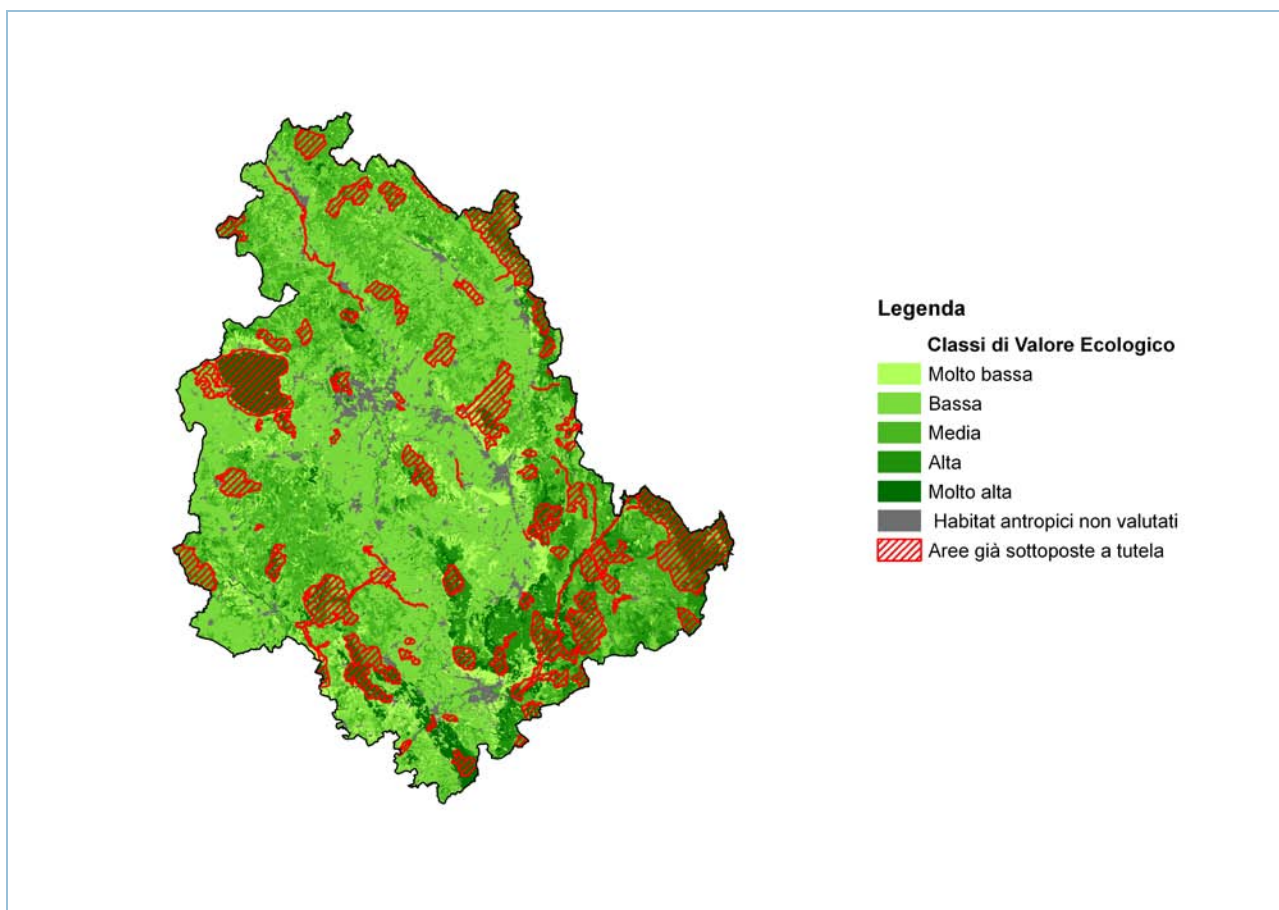 Legenda
Classi di Valore Ecologico
Molto bassa
Bassa
Media
Alta
Molto alta
Habitat antropici non valutati
Aree già sottoposte a tutela